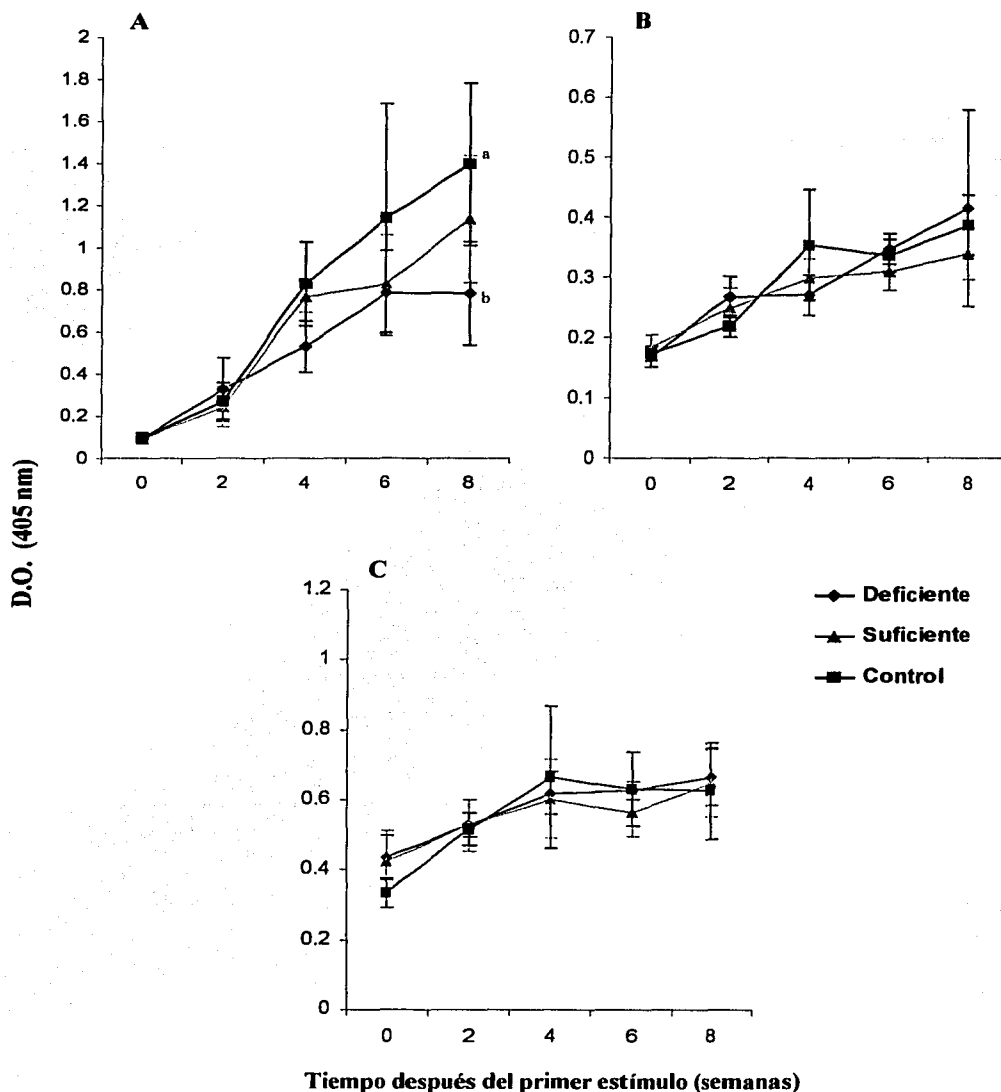 A
2
1.8
1.6
1.4
1.2
1
0.8
0.6
0.4
0.2
0
a
b
0 2 4 6 8
B
0.7
0.6
0.5
0.4
0.3
0.2
0.1
0
0 2 4 6 8
D.O. (405 nm)
C
1.2
1
0.8
0.6
0.4
0.2
0
0 2 4 6 8
Deficiente
Suficiente
Control
Tiempo después del primer estímulo (semanas)